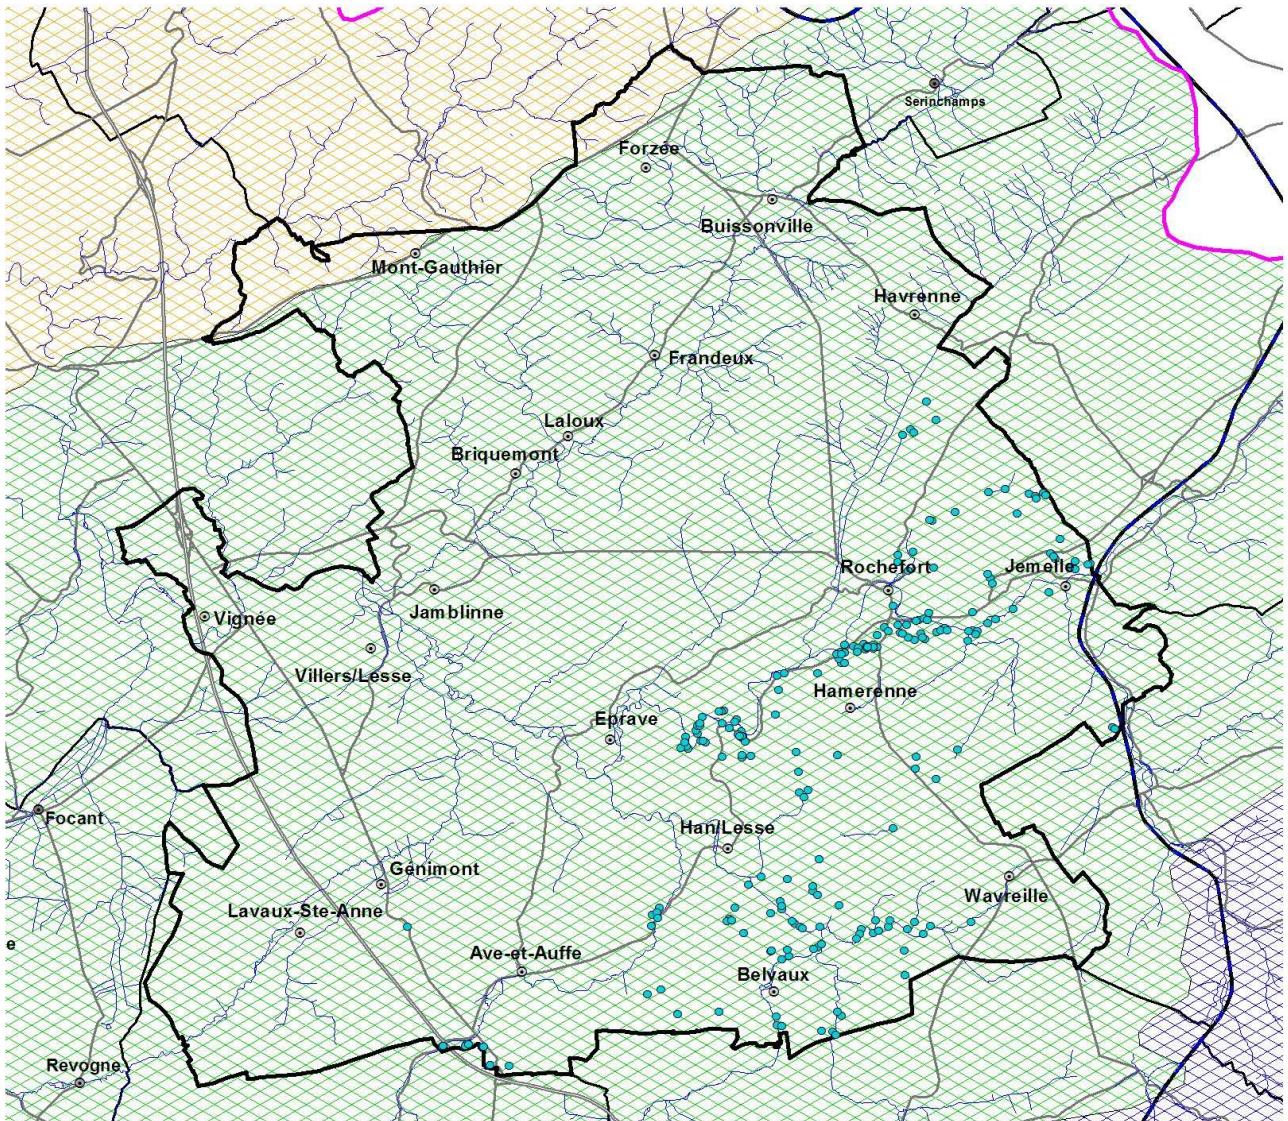 Serinchamps
Forzée
Buissonville
Mont-Gauthier
Havrenne
Frandeux
Laloux
Briquemont
Rochefort
Jemelle
Jamblinne
Vignée
Villers/Lesse
Hamerenne
Eprave
Focant
Han/Lesse
Génimont
Wavreille
Lavaux-Ste-Anne
e
Ave-et-Auffe
Belvaux
Revogne